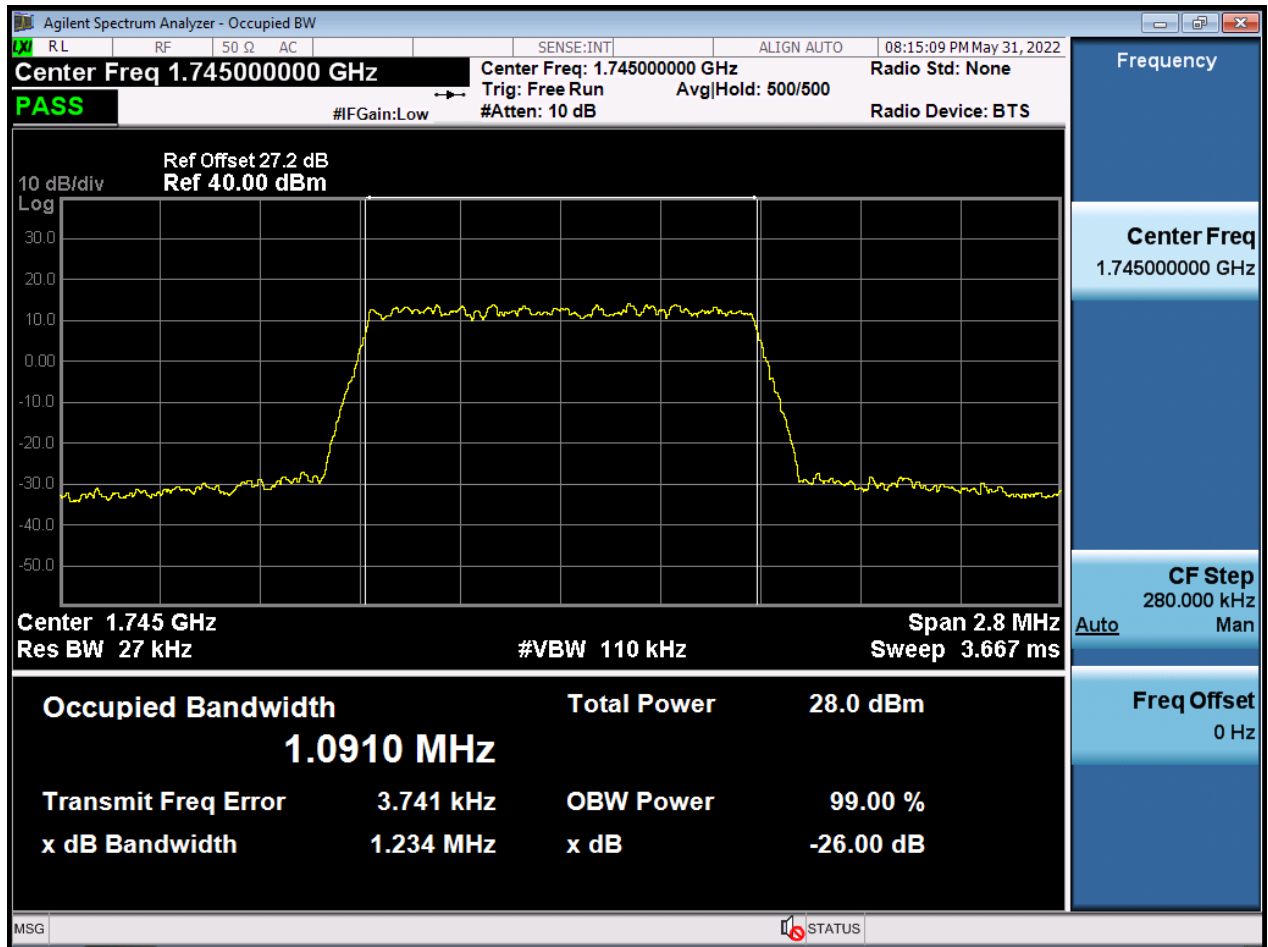 Agilent Spectrum Analyzer - Occupied BW
LXI RL RF 50 Ω AC SENSE:INT ALIGN AUTO 08:15:09 PM May 31, 2022
Center Freq 1.745000000 GHz
PASS
#IFGain:Low
Center Freq: 1.745000000 GHz
Trig: Free Run Avg|Hold: 500/500
#Atten: 10 dB
Radio Std: None
Radio Device: BTS
Ref Offset 27.2 dB
10 dB/div Ref 40.00 dBm
Log
30.0
20.0
10.0
0.00
-10.0
-20.0
-30.0
-40.0
-50.0
Center 1.745 GHz Span 2.8 MHz
Res BW 27 kHz #VBW 110 kHz Sweep 3.667 ms
Occupied Bandwidth Total Power 28.0 dBm
1.0910 MHz
Transmit Freq Error 3.741 kHz OBW Power 99.00 %
x dB Bandwidth 1.234 MHz x dB -26.00 dB
MSG STATUS
Frequency
Center Freq
1.745000000 GHz
CF Step
280.000 kHz
Auto Man
Freq Offset
0 Hz